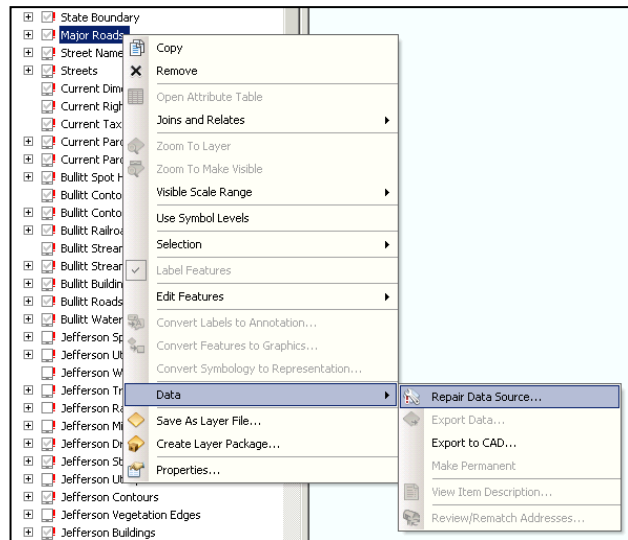 State Boundary
Major Roads
Street Name
Streets
Current Dim
Current Righ
Current Tax
Current Parc
Current Parc
Bullitt Spot H
Bullitt Conto
Bullitt Conto
Bullitt Railroa
Bullitt Strear
Bullitt Strear
Bullitt Buildin
Bullitt Roads
Bullitt Water
Jefferson Sp
Jefferson Ut
Jefferson W
Jefferson Tr
Jefferson Ra
Jefferson Mi
Jefferson Dr
Jefferson St
Jefferson Ut
Jefferson Contours
Jefferson Vegetation Edges
Jefferson Buildings
Copy
Remove
Open Attribute Table
Joins and Relates
Zoom To Layer
Zoom To Make Visible
Visible Scale Range
Use Symbol Levels
Selection
Label Features
Edit Features
Convert Labels to Annotation...
Convert Features to Graphics...
Convert Symbology to Representation...
Data
Save As Layer File...
Create Layer Package...
Properties...
Repair Data Source...
Export Data...
Export to CAD...
Make Permanent
View Item Description...
Review/Rematch Addresses...